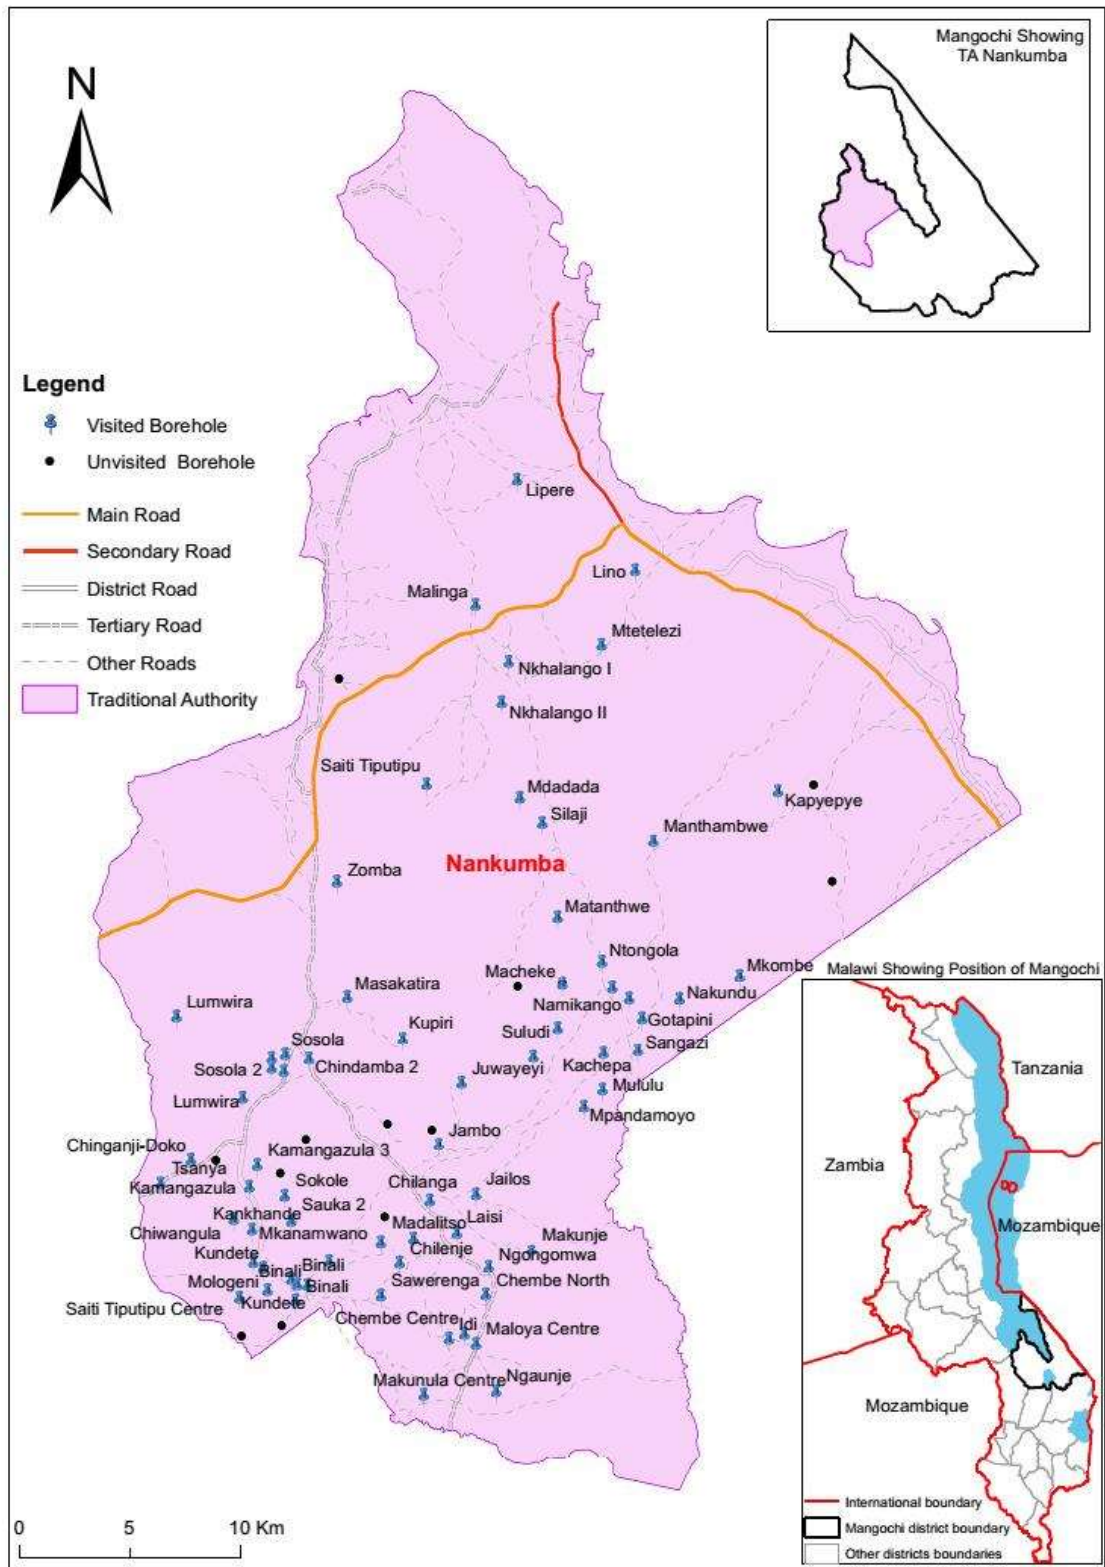 Mangochi Showing
TA Nankumba
N
Legend
Visited Borehole
Unvisited Borehole
Main Road
Secondary Road
District Road
Tertiary Road
Other Roads
Traditional Authority
Lipere
Lino
Malinga
Mtetelezi
Nkhalango I
Nkhalango II
Saiti Tiputipu
Mdadada
Kapyepye
Silaji
Manthambwe
Nankumba
Zomba
Matanthwe
Ntongola
Macheke
Mkombe
Masakatira
Namikango
Nakundu
Lumwira
Gotapini
Kupiri
Suludi
Sosola
Sangazi
Sosola 2
Chindamba 2
Juwayeyi
Kachepa
Mululu
Lumwira
Mpandamoyo
Jambo
Chinganji-Doko
Kamangazula 3
Tsanya
Sokole
Kamangazula
Chilanga
Jailos
Sauka 2
Kankhande
Madalitso
Laisi
Chiwangula
Mkanamwano
Makunje
Chilenje
Kundete
Binali
Ngongomwa
Binali
Mologeni
Binali
Sawerenga
Chembe North
Kundete
Saiti Tiputipu Centre
Chembe Centre
Idi
Maloya Centre
Makunula Centre
Ngaunje
0 5 10 Km
Malawi Showing Position of Mangochi
Tanzania
Zambia
Mozambique
Mozambique
International boundary
Mangochi district boundary
Other districts boundaries